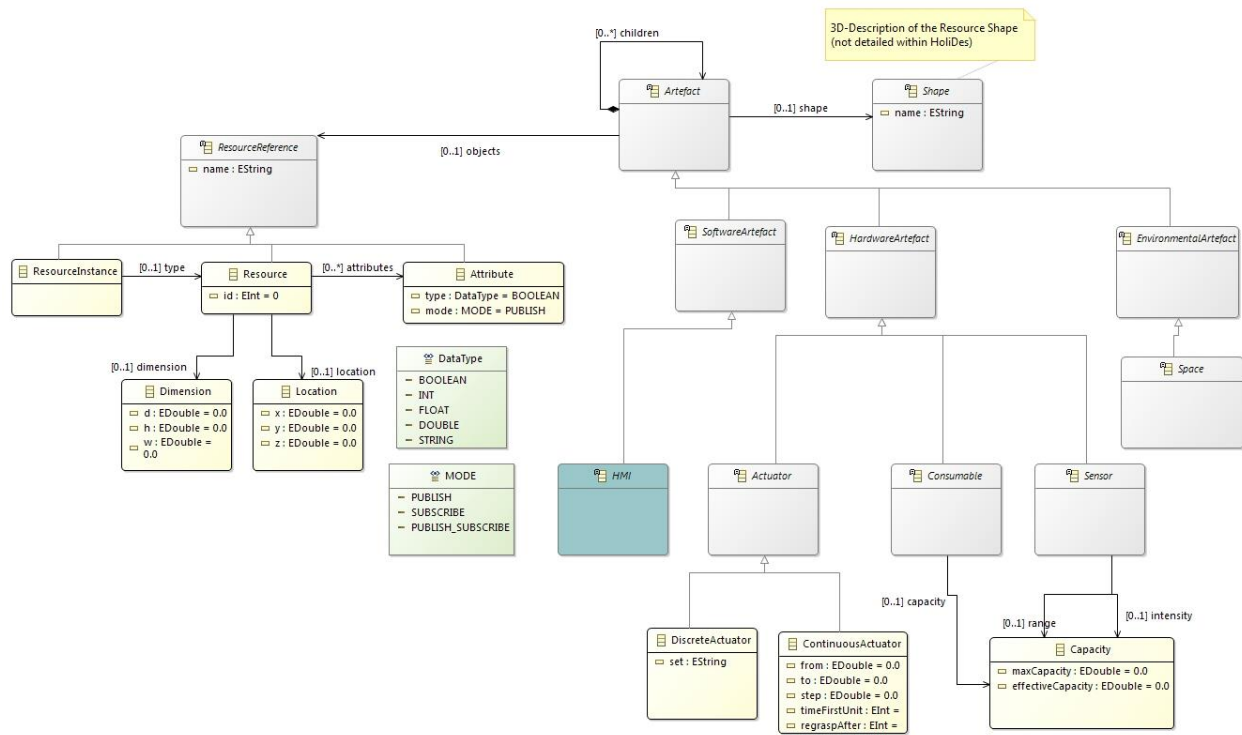 3D-Description of the Resource Shape
(not detailed within HoliDes)
[0..*] children
Artefact
[0..1] shape
Shape
name : EString
[0..1] objects
ResourceReference
name : EString
SoftwareArtefact
HardwareArtefact
EnvironmentalArtefact
ResourceInstance
[0..1] type
Resource
id : EInt = 0
[0..*] attributes
Attribute
type : DataType = BOOLEAN
mode : MODE = PUBLISH
[0..1] dimension
[0..1] location
Dimension
d : EDouble = 0.0
h : EDouble = 0.0
w : EDouble =
0.0
Location
x : EDouble = 0.0
y : EDouble = 0.0
z : EDouble = 0.0
DataType
BOOLEAN
INT
FLOAT
DOUBLE
STRING
Space
MODE
PUBLISH
SUBSCRIBE
PUBLISH_SUBSCRIBE
HMI
Actuator
Consumable
Sensor
[0..1] capacity
[0..1] range
[0..1] intensity
DiscreteActuator
set : EString
ContinuousActuator
from : EDouble = 0.0
to : EDouble = 0.0
step : EDouble = 0.0
timeFirstUnit : EInt =
regraspAfter : EInt =
Capacity
maxCapacity : EDouble = 0.0
effectiveCapacity : EDouble = 0.0